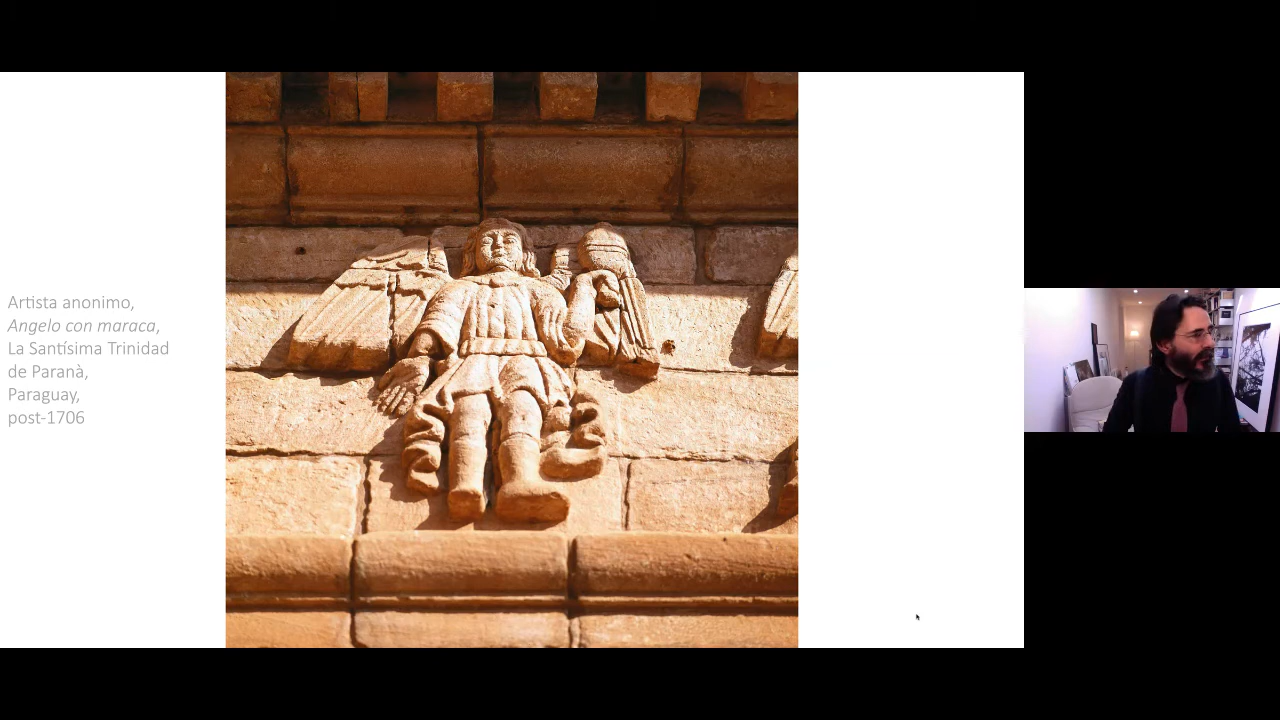 Artista anonimo,
Angelo con maraca,
La Santísima Trinidad
de Paranà,
Paraguay,
post-1706